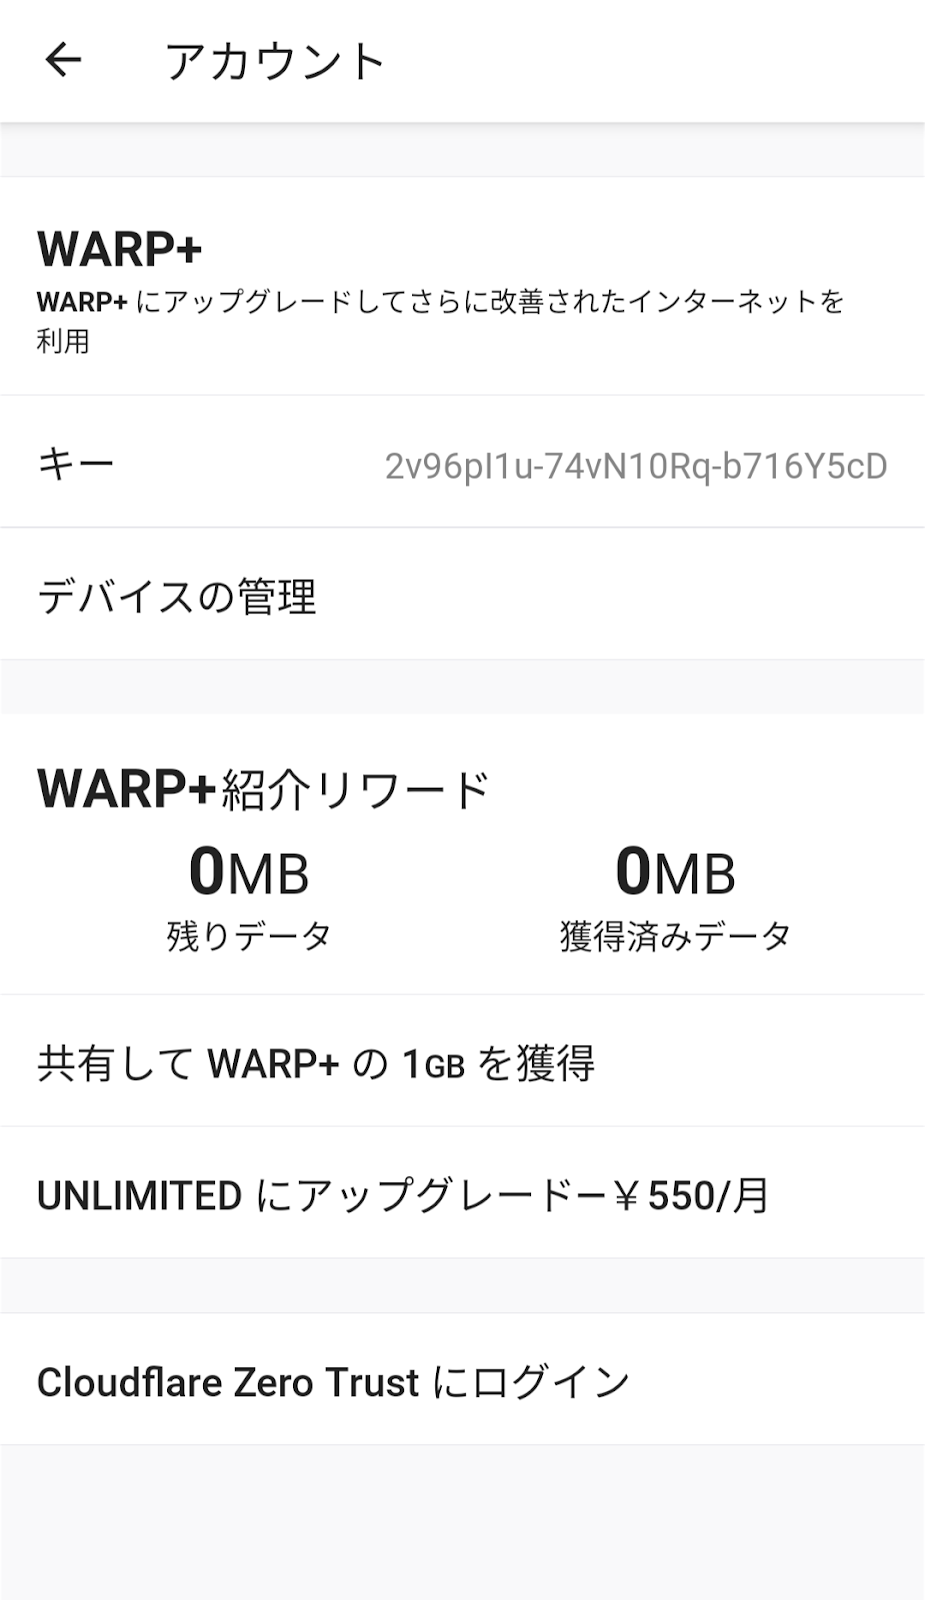 アカウント
WARP+
WARP+ にアップグレードしてさらに改善されたインターネットを
利用
キー 2v96pI1u-74vN10Rq-b716Y5cD
デバイスの管理
WARP+紹介リワード
0MB 0MB
残りデータ 獲得済みデータ
共有して WARP+ の 1GB を獲得
UNLIMITED にアップグレードー¥ 550/月
Cloudflare Zero Trust にログイン